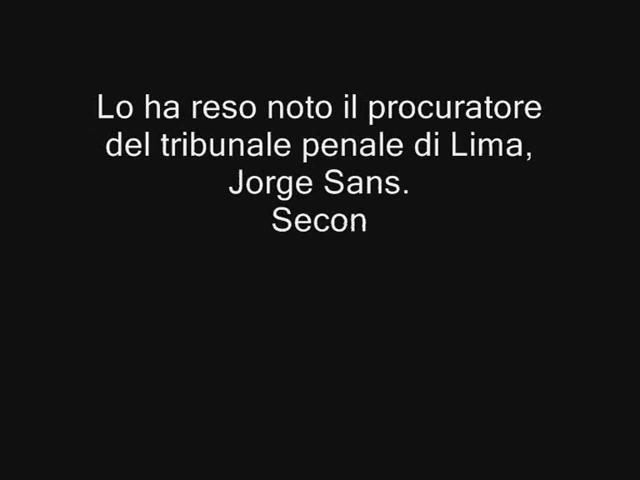 Lo ha reso noto il procuratore
del tribunale penale di Lima,
Jorge Sans.
Secon